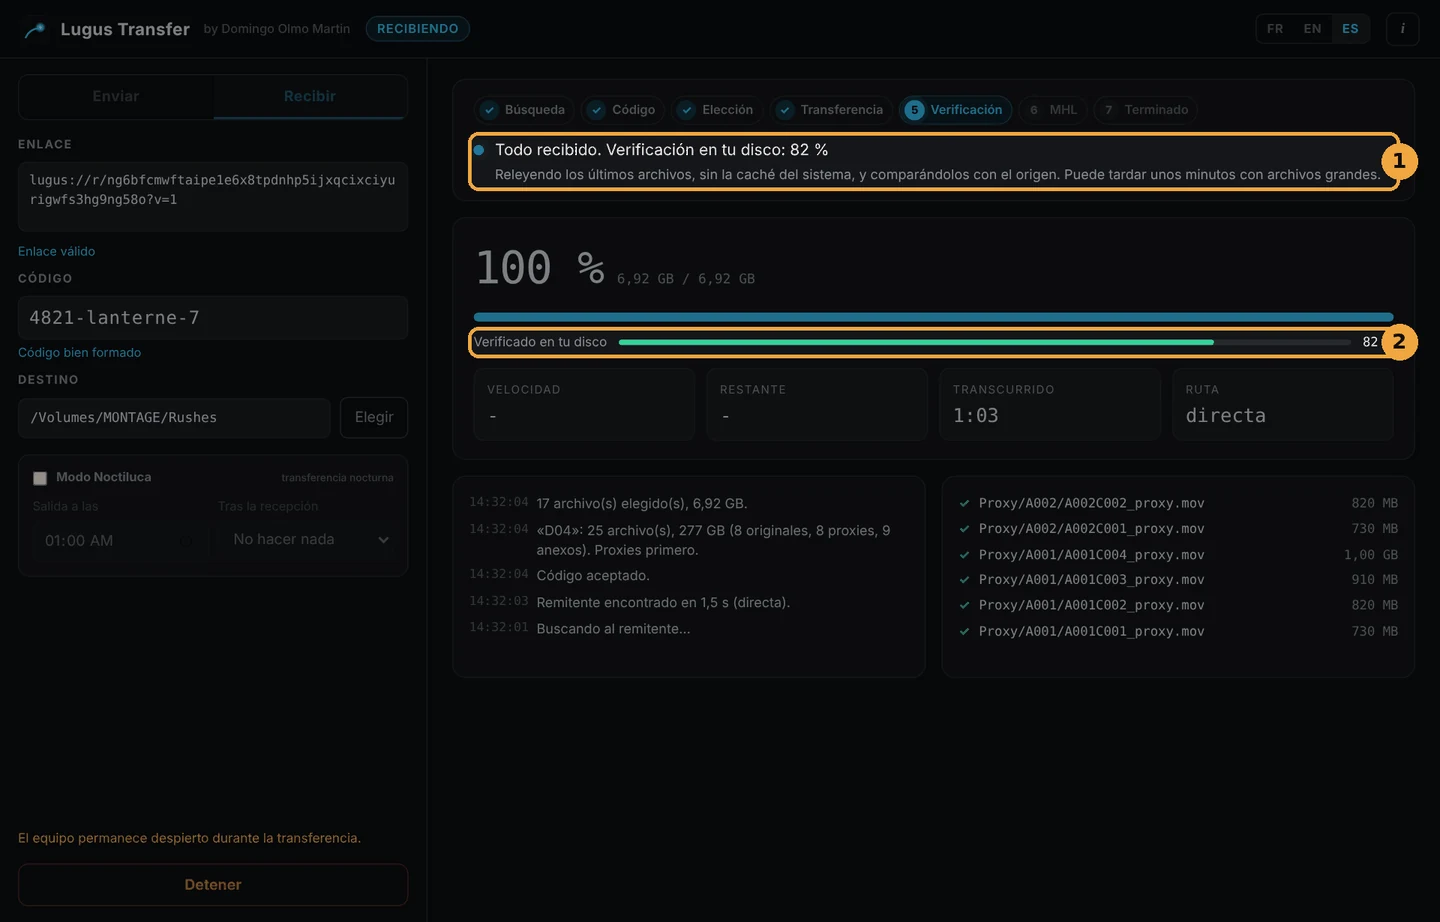 Lugus Transfer by Domingo Olmo Martin RECIBIENDO FR EN ES i
Enviar Recibir
ENLACE
lugus://r/ng6bfcmwftaipe1e6x8tpdnhp5ijxqcixciyu
rigwfs3hg9ng58o?v=1
Enlace válido
CÓDIGO
4821-lanterne-7
Código bien formado
DESTINO
/Volumes/MONTAGE/Rushes Elegir
Modo Noctiluca transferencia nocturna
Salida a las Tras la recepción
01:00 AM No hacer nada
El equipo permanece despierto durante la transferencia.
Detener
Búsqueda Código Elección Transferencia 5 Verificación 6 MHL 7 Terminado
Todo recibido. Verificación en tu disco: 82 %
Releyendo los últimos archivos, sin la caché del sistema, y comparándolos con el origen. Puede tardar unos minutos con archivos grandes.
1
100 % 6,92 GB / 6,92 GB
Verificado en tu disco 82
2
VELOCIDAD RESTANTE TRANSCURRIDO RUTA
- - 1:03 directa
14:32:04 17 archivo(s) elegido(s), 6,92 GB.
14:32:04 «D04»: 25 archivo(s), 277 GB (8 originales, 8 proxies, 9
anexos). Proxies primero.
14:32:04 Código aceptado.
14:32:03 Remitente encontrado en 1,5 s (directa).
14:32:01 Buscando al remitente...
Proxy/A002/A002C002_proxy.mov 820 MB
Proxy/A002/A002C001_proxy.mov 730 MB
Proxy/A001/A001C004_proxy.mov 1,00 GB
Proxy/A001/A001C003_proxy.mov 910 MB
Proxy/A001/A001C002_proxy.mov 820 MB
Proxy/A001/A001C001_proxy.mov 730 MB